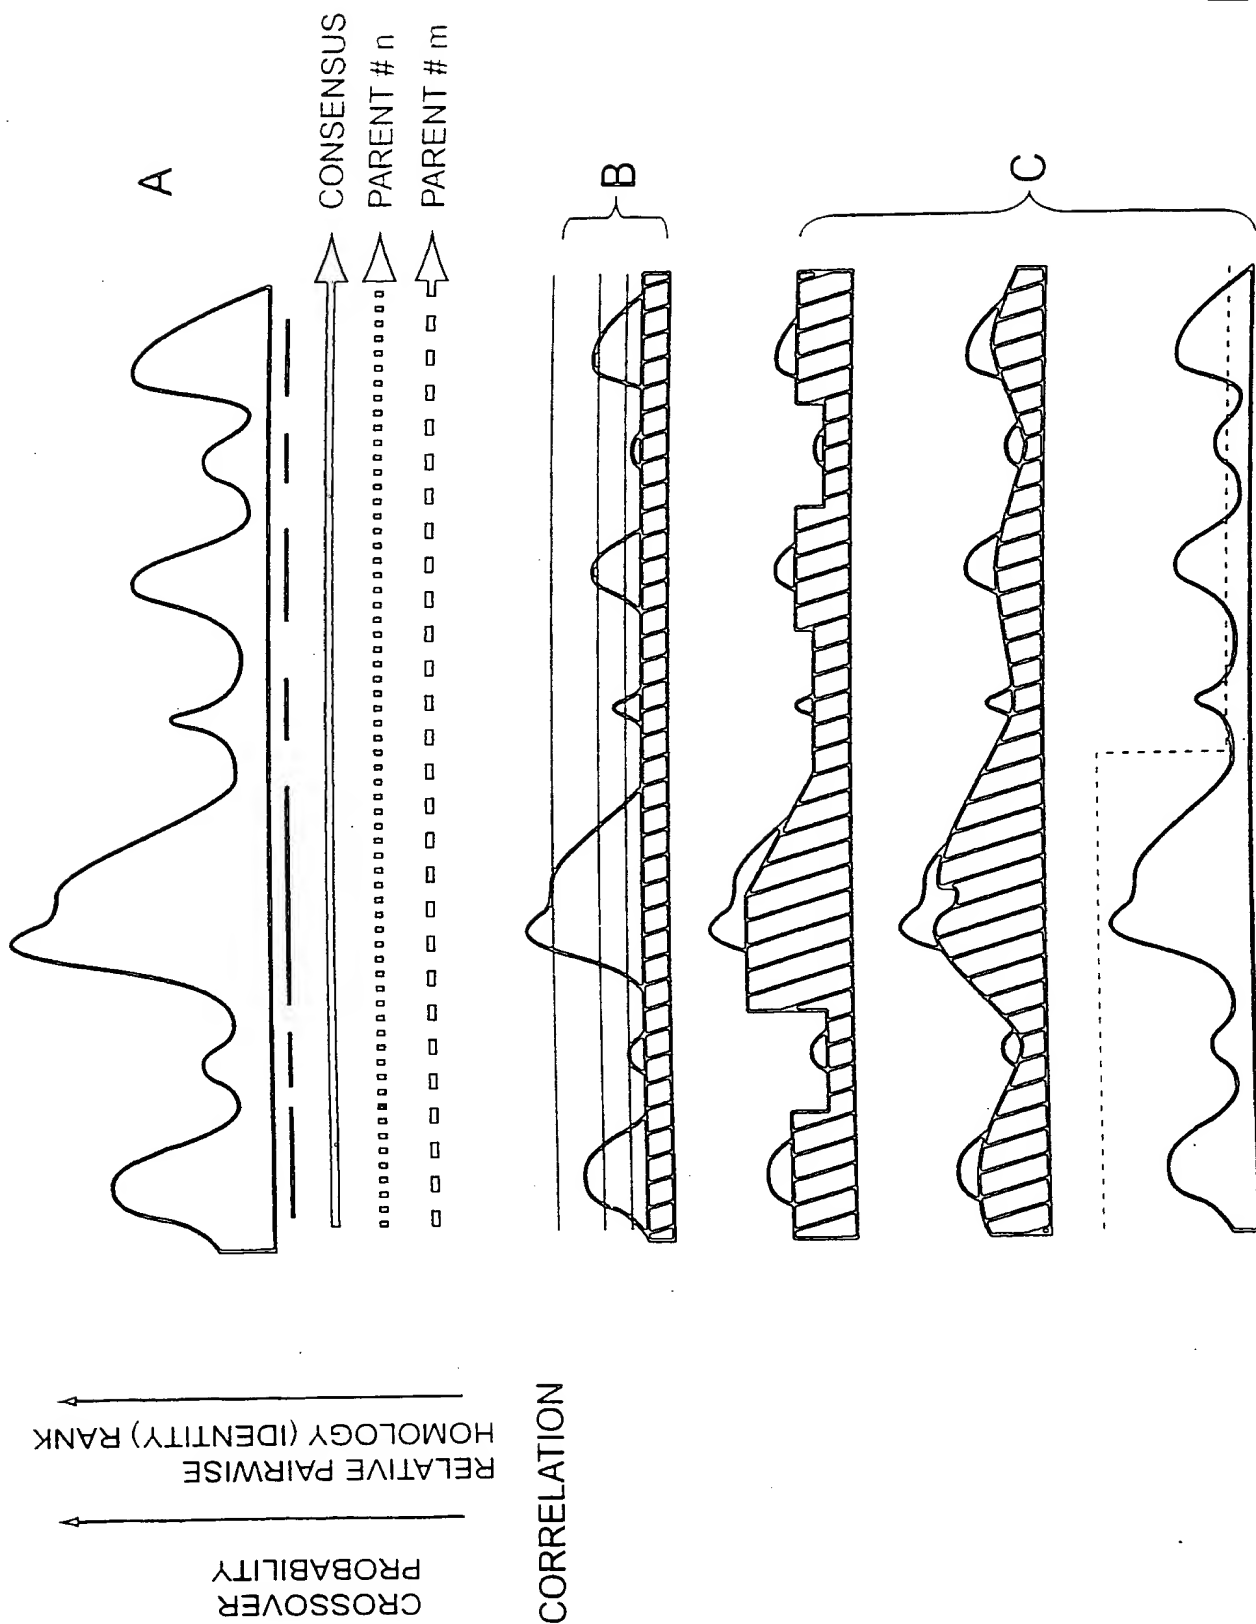 A
CONSENSUS
PARENT # n
PARENT # m
B
C
CROSSOVER
PROBABILITY
RELATIVE PAIRWISE
HOMOLOGY (IDENTITY) RANK
CORRELATION